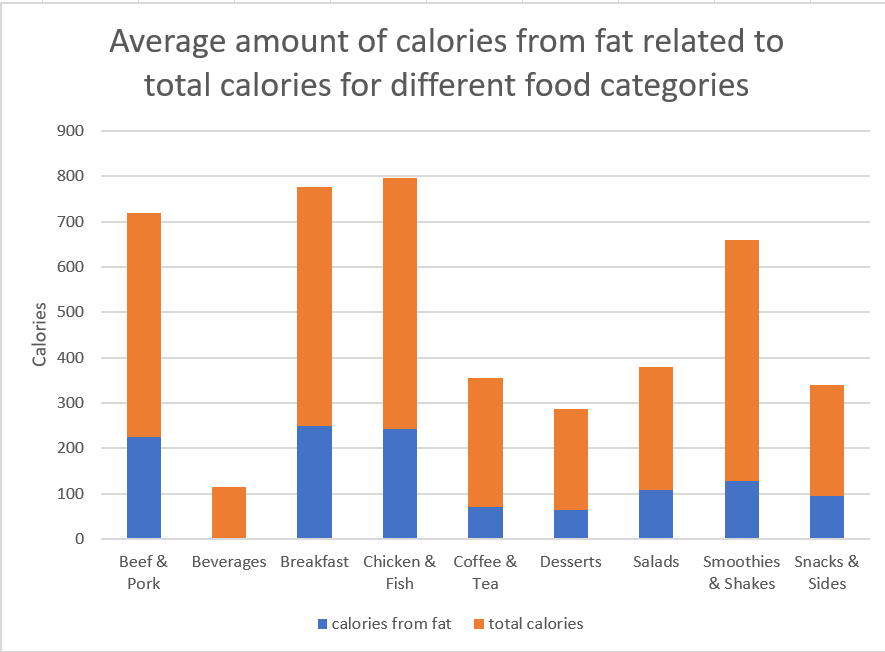 Average amount of calories from fat related to
total calories for different food categories
900
800
700
600
500
400
300
200
100
0
Calories
Beef &
Pork
Beverages
Breakfast
Chicken &
Fish
Coffee &
Tea
Desserts
Salads
Smoothies
& Shakes
Snacks &
Sides
calories from fat
total calories